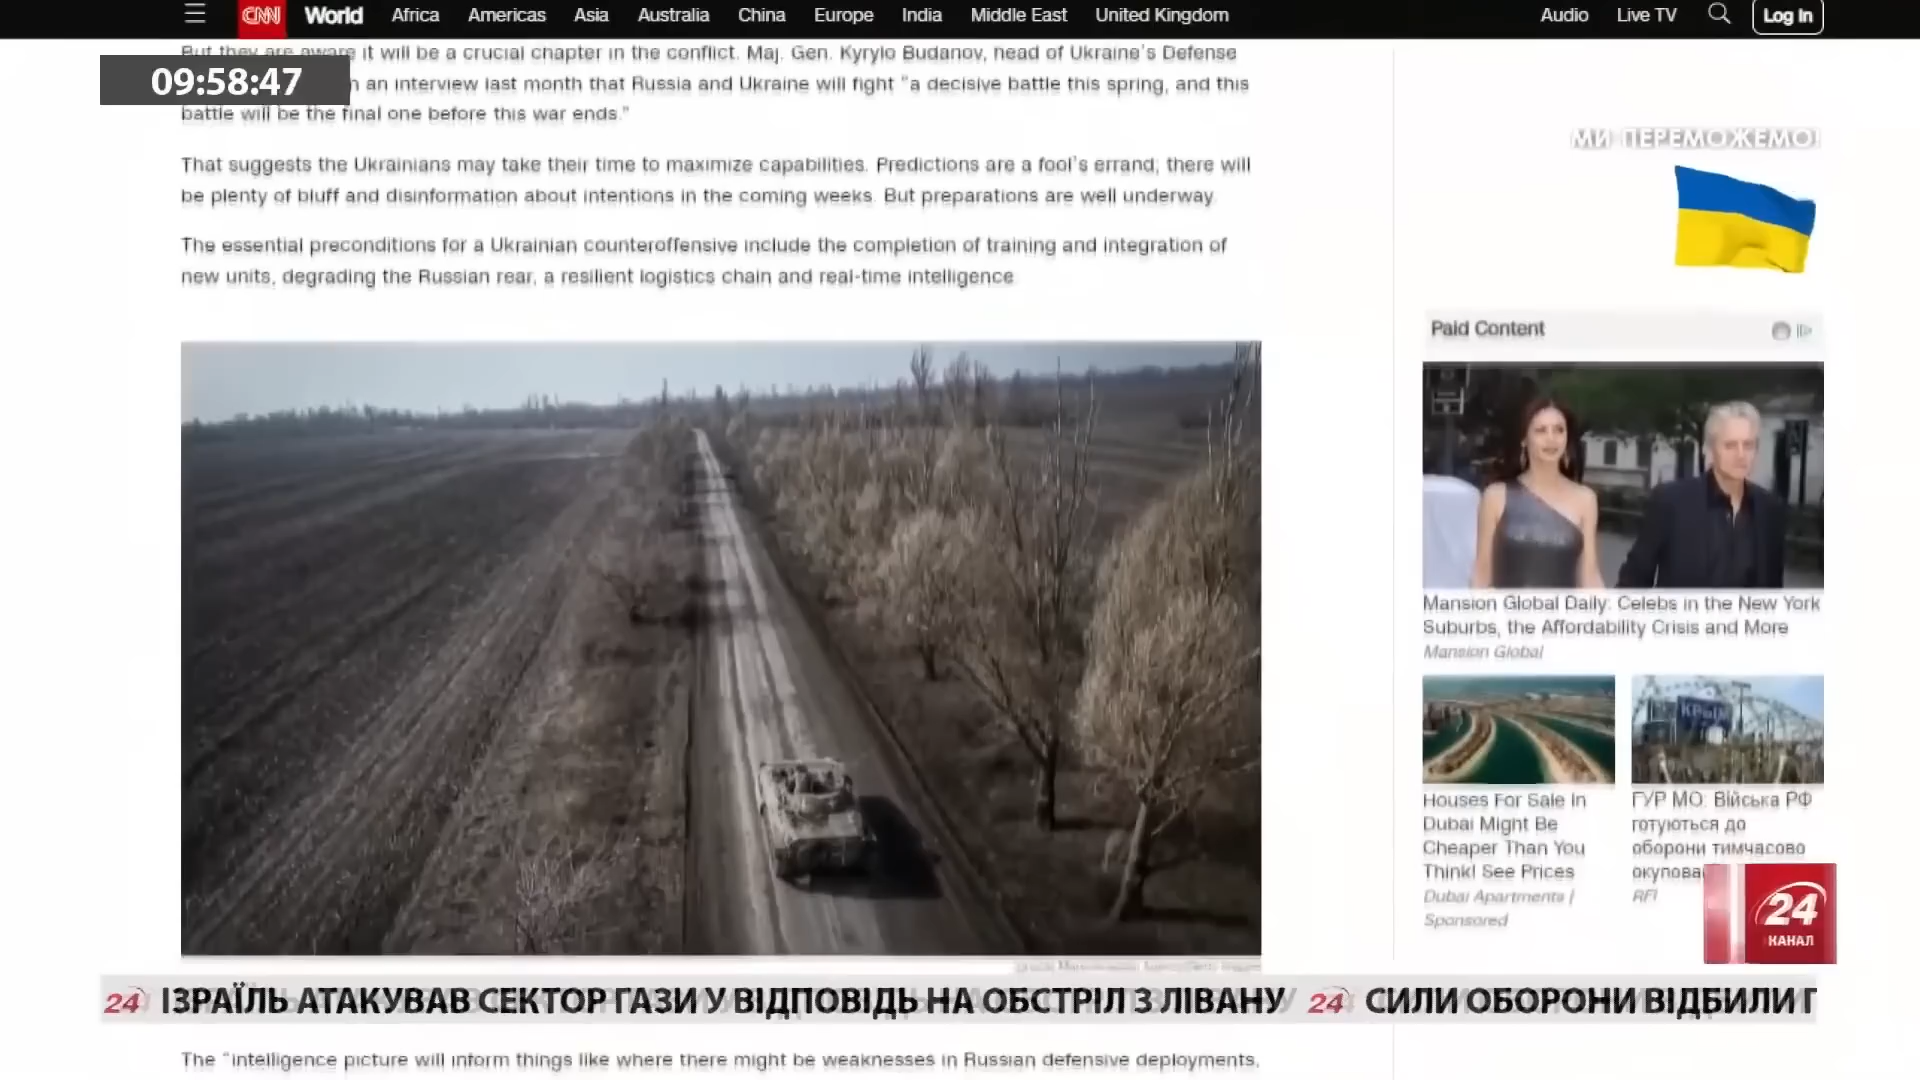 CNN World Africa Americas Asia Australia China Europe India Middle East United Kingdom Audio Live TV Log In
But they are aware it will be a crucial chapter in the conflict. Maj. Gen. Kyrylo Budanov, head of Ukraine's Defense
09:58:47
an interview last month that Russia and Ukraine will fight "a decisive battle this spring, and this
battle will be the final one before this war ends."
That suggests the Ukrainians may take their time to maximize capabilities. Predictions are a fool's errand; there will
be plenty of bluff and disinformation about intentions in the coming weeks. But preparations are well underway.
The essential preconditions for a Ukrainian counteroffensive include the completion of training and integration of
new units, degrading the Russian rear, a resilient logistics chain and real-time intelligence.
МИ ПЕРЕМОЖЕМО!
Paid Content
Mansion Global Daily: Celebs in the New York
Suburbs, the Affordability Crisis and More
Mansion Global
Houses For Sale In
Dubai Might Be
Cheaper Than You
Think! See Prices
Dubai Apartments |
Sponsored
ГУР МО: Війська РФ
готуються до
оборони тимчасово
окупова
RFI
24
КАНАЛ
24 ІЗРАЇЛЬ АТАКУВАВ СЕКТОР ГАЗИ У ВІДПОВІДЬ НА ОБСТРІЛ З ЛІВАНУ 24 СИЛИ ОБОРОНИ ВІДБИЛИ
The "intelligence picture will inform things like where there might be weaknesses in Russian defensive deployments,